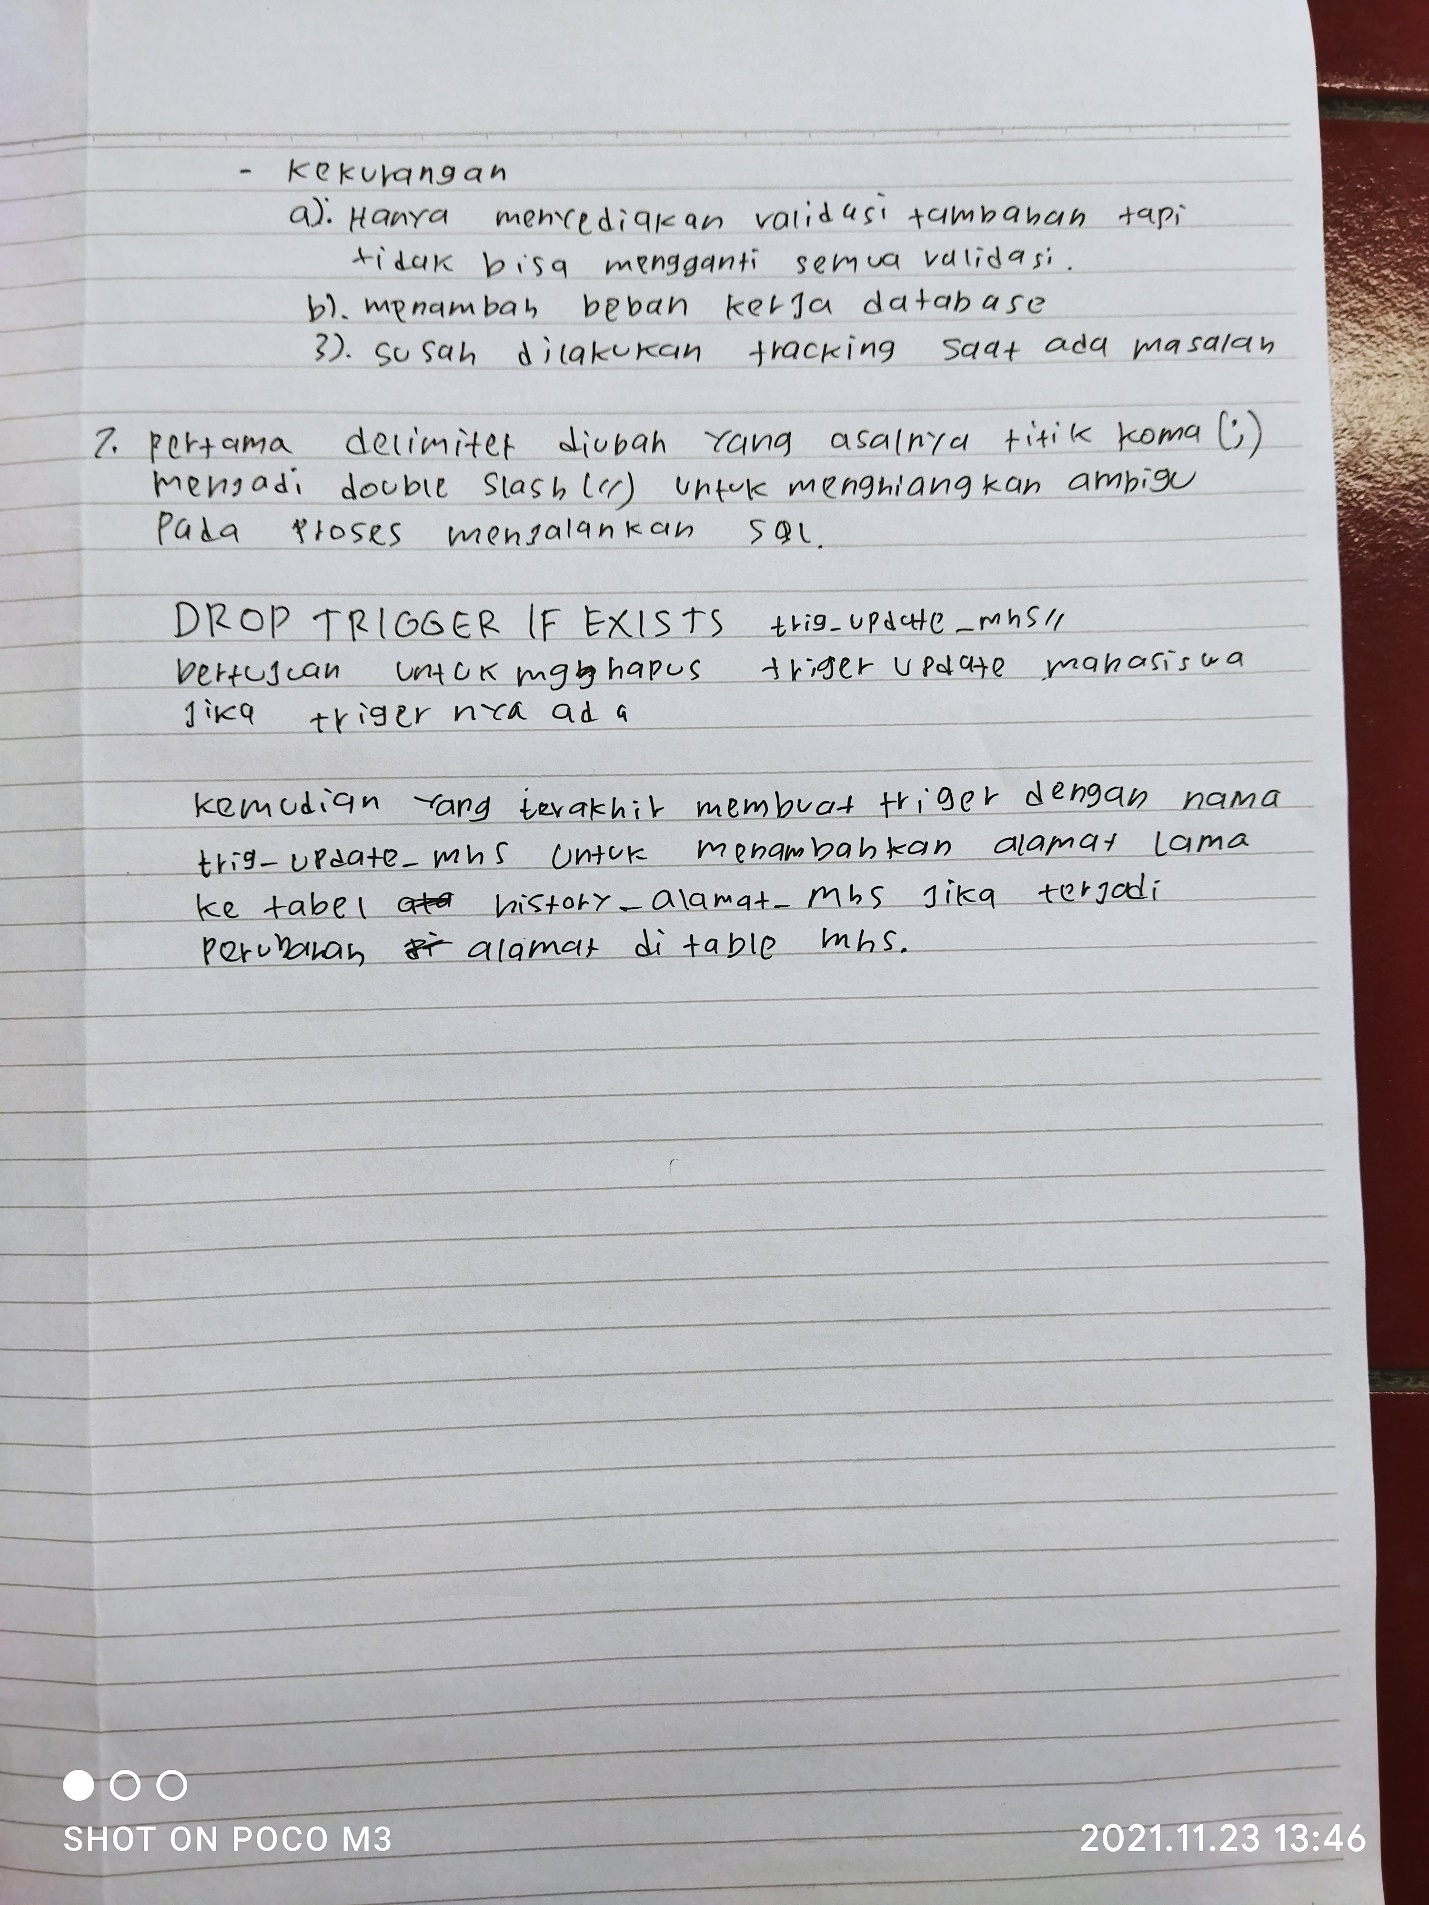 - Kekurangan
a). Hanya menyediakan validasi tambahan tapi
tidak bisa mengganti semua validasi.
b). menambah beban kerja database
3). susah dilakukan tracking saat ada masalah
7. pertama delimiter diubah yang asalnya titik koma (;)
menjadi double slash (//) untuk menghiangkan ambigu
pada proses menjalankan SQL.
DROP TRIGGER IF EXISTS trig_update_mhs//
bertujuan untuk mghapus triger update mahasiswa
jika triger nya ada
kemudian yang terakhir membuat triger dengan nama
trig_update_mhs untuk menambahkan alamat lama
ke tabel history_alamat_mhs jika terjadi
perubahan alamat di table mhs.
SHOT ON POCO M3
2021.11.23 13:46